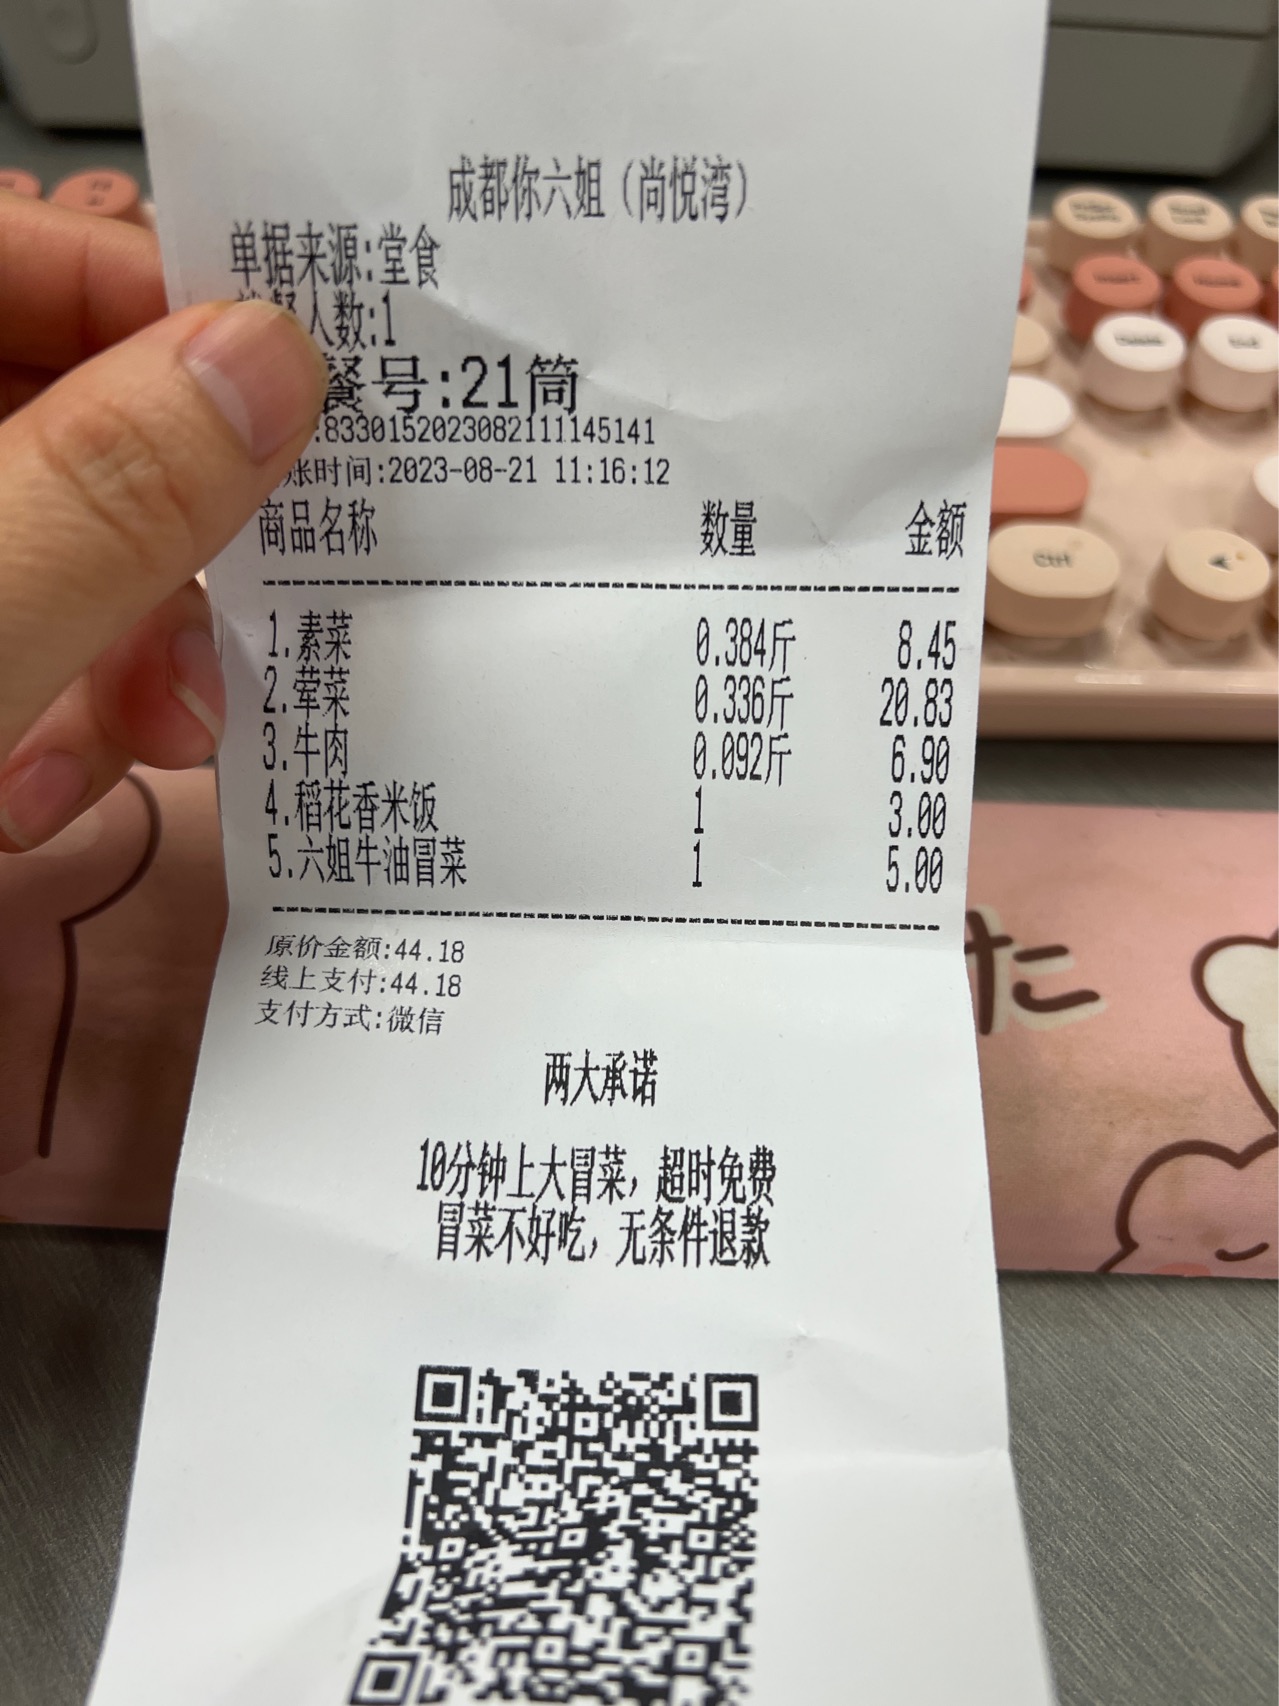 成都你六姐（尚悦湾）
单据来源:堂食
餐人数:1
餐号:21筒
:8330152023082111145141
账时间:2023-08-21 11:16:12
商品名称 数量 金额
1.素菜 0.384斤 8.45
2.荤菜 0.336斤 20.83
3.牛肉 0.092斤 6.90
4.稻花香米饭 1 3.00
5.六姐牛油冒菜 1 5.00
原价金额:44.18
线上支付:44.18
支付方式:微信
两大承诺
10分钟上大冒菜，超时免费
冒菜不好吃，无条件退款
Ctrl
た